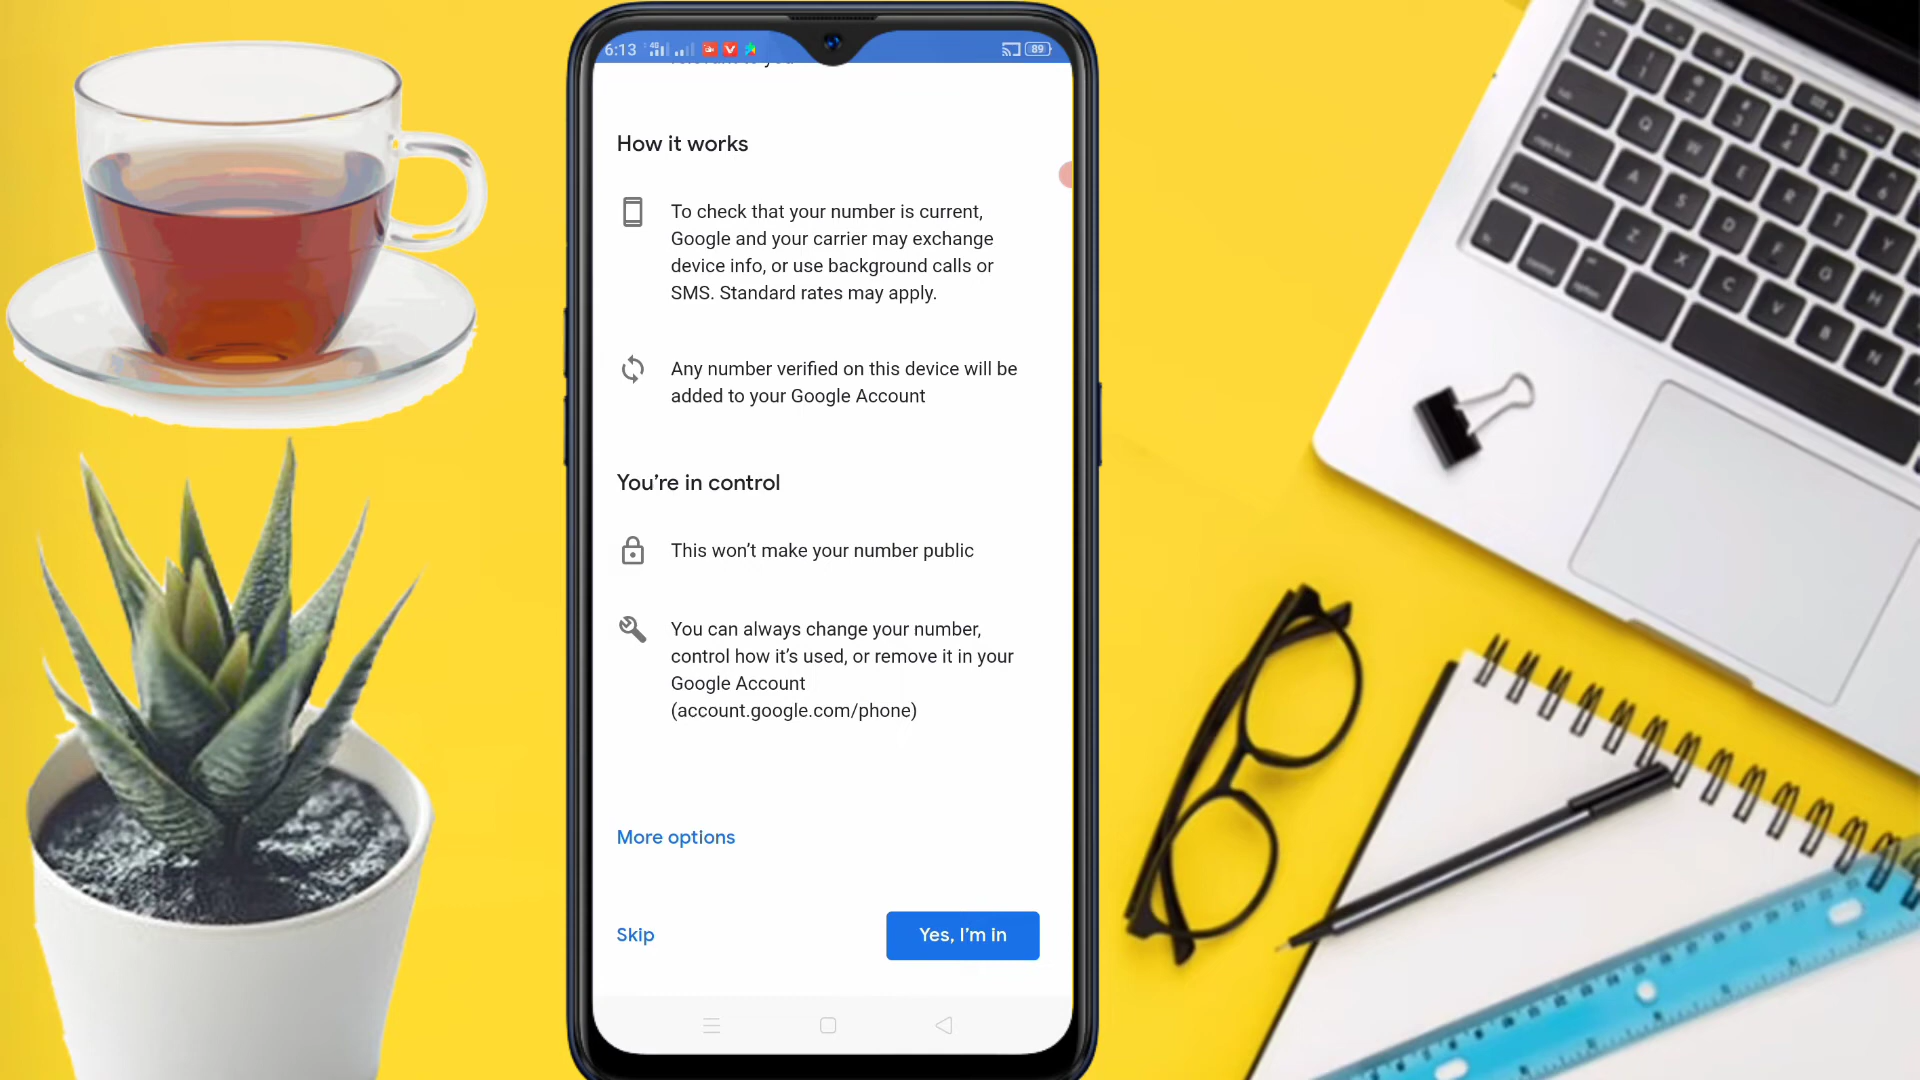 6:13
89
How it works
To check that your number is current,
Google and your carrier may exchange
device info, or use background calls or
SMS. Standard rates may apply.
Any number verified on this device will be
added to your Google Account
You're in control
This won't make your number public
You can always change your number,
control how it's used, or remove it in your
Google Account
(account.google.com/phone)
More options
Skip
Yes, I'm in